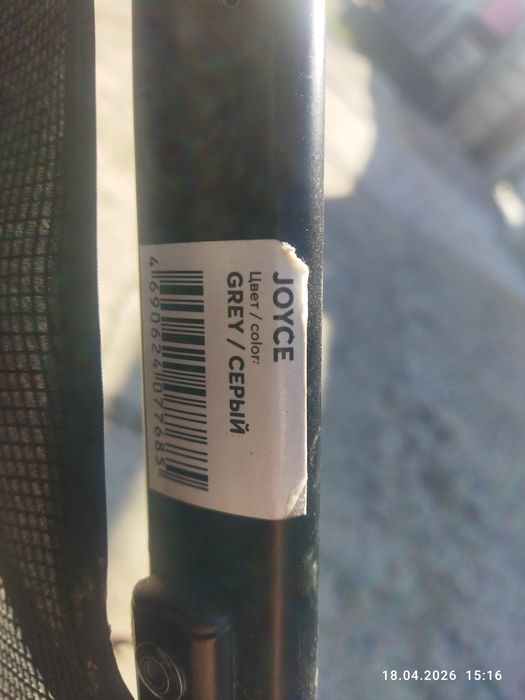 JOYCE
Цвет / color:
GREY / СЕРЫЙ
4690624077685
18.04.2026 15:16